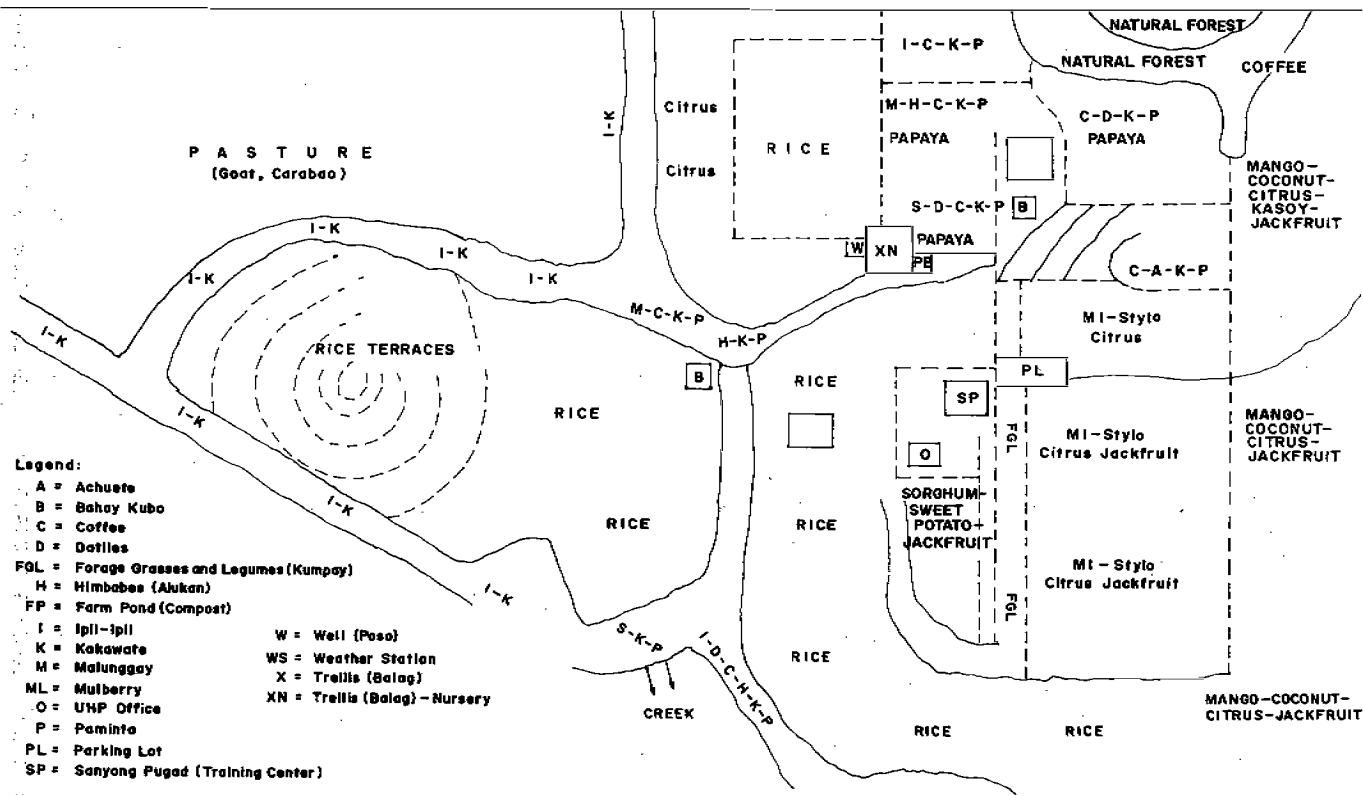 NATURAL FOREST
I-C-K-P
NATURAL FOREST
COFFEE
M-H-C-K-P
Citrus
C-D-K-P
I-K
PAPAYA
PAPAYA
RICE
PASTURE
(Goat, Carabao)
Citrus
MANGO-
COCONUT-
CITRUS-
KASOY-
JACKFRUIT
S-D-C-K-P
B
I-K
PAPAYA
W
XN
I-K
I-K
I-K
C-A-K-P
M-C-K-P
MI-Stylo
Citrus
I-K
H-K-P
RICE TERRACES
PL
B
RICE
SP
I-K
RICE
MANGO-
COCONUT-
CITRUS-
JACKFRUIT
FGL
MI-Stylo
Citrus Jackfruit
O
I-K
SORGHUM-
SWEET
POTATO-
JACKFRUIT
RICE
RICE
MI-Stylo
Citrus Jackfruit
I-K
FGL
S-K-P
I-D-C-H-K-P
RICE
CREEK
MANGO-COCONUT-
CITRUS-JACKFRUIT
RICE
RICE
Legend:
A = Achuete
B = Bahay Kubo
C = Coffee
D = Datiles
FGL = Forage Grasses and Legumes (Kumpay)
H = Himbabao (Alukan)
FP = Farm Pond (Compost)
I = Ipil-Ipil
K = Kakawate
M = Malunggay
ML = Mulberry
O = UHP Office
P = Paminta
PL = Parking Lot
SP = Sanyong Pugad (Training Center)
W = Well (Poso)
WS = Weather Station
X = Trellis (Balag)
XN = Trellis (Balag)-Nursery